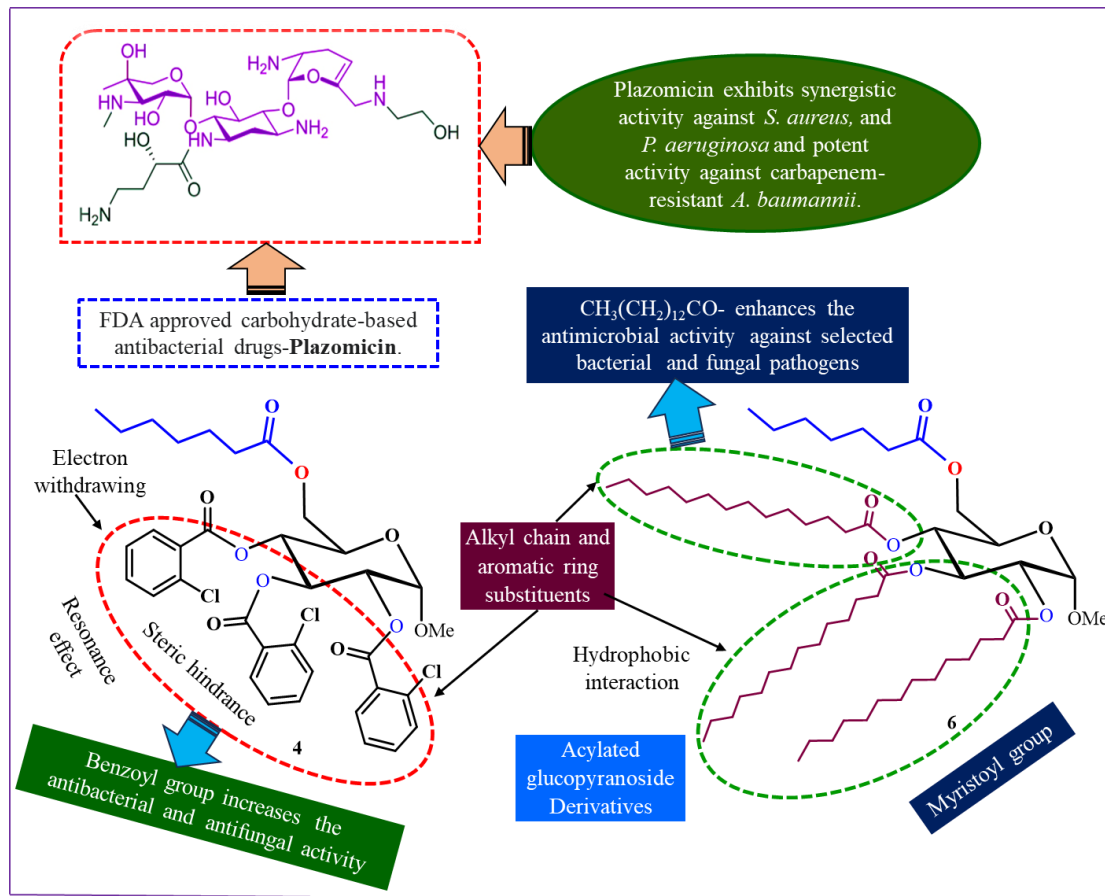 OH
O
H₂N
HN
OH
HO
O
O
O
O
H
N
OH
HN
NH₂
HO
O
H₂N
Plazomicin exhibits synergistic
activity against S. aureus, and
P. aeruginosa and potent
activity against carbapenem-
resistant A. baumannii.
FDA approved carbohydrate-based
antibacterial drugs-Plazomicin.
CH₃(CH₂)₁₂CO- enhances the
antimicrobial activity against selected
bacterial and fungal pathogens
Electron
withdrawing
O
O
O
O
O
O
Cl
O
O
Cl
O
O
Cl
OMe
Resonance
effect
Steric hindrance
4
Benzoyl group increases the
antibacterial and antifungal activity
Alkyl chain and
aromatic ring
substituents
Hydrophobic
interaction
O
O
O
O
O
O
O
O
O
OMe
6
Acylated
glucopyranoside
Derivatives
Myristoyl group